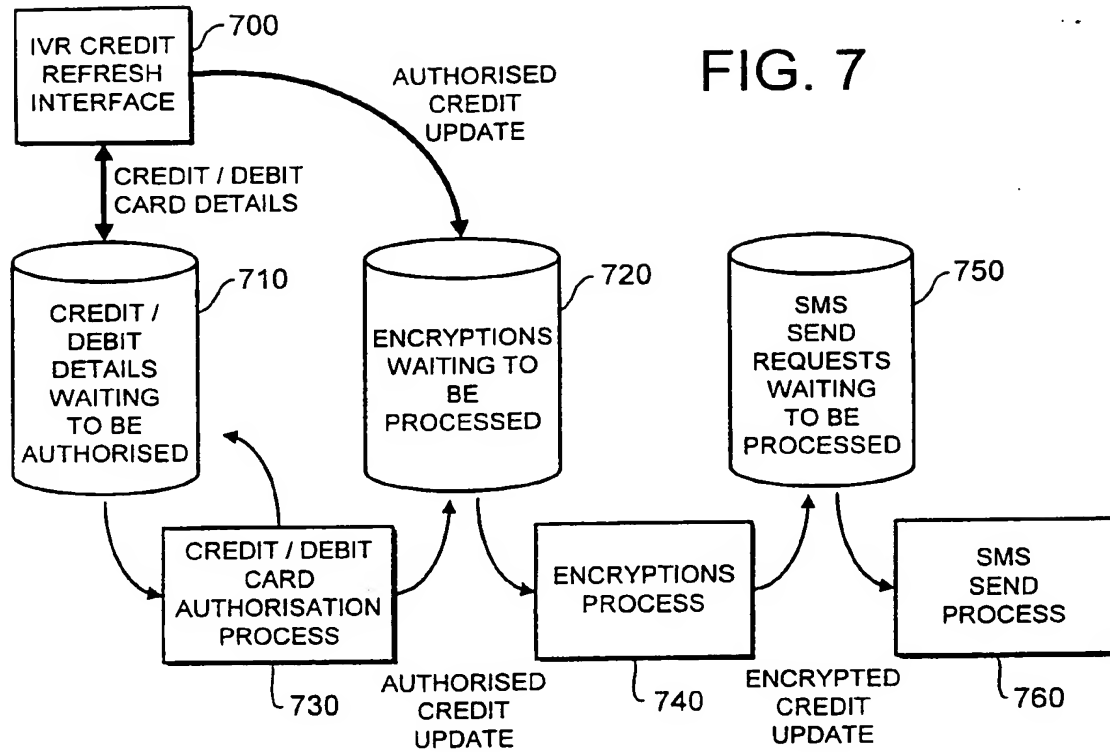 FIG. 7
IVR CREDIT
REFRESH
INTERFACE
700
AUTHORISED
CREDIT
UPDATE
CREDIT / DEBIT
CARD DETAILS
710
CREDIT /
DEBIT
DETAILS
WAITING
TO BE
AUTHORISED
720
ENCRYPTIONS
WAITING TO
BE
PROCESSED
750
SMS
SEND
REQUESTS
WAITING
TO BE
PROCESSED
CREDIT / DEBIT
CARD
AUTHORISATION
PROCESS
730
AUTHORISED
CREDIT
UPDATE
ENCRYPTIONS
PROCESS
740
ENCRYPTED
CREDIT
UPDATE
SMS
SEND
PROCESS
760